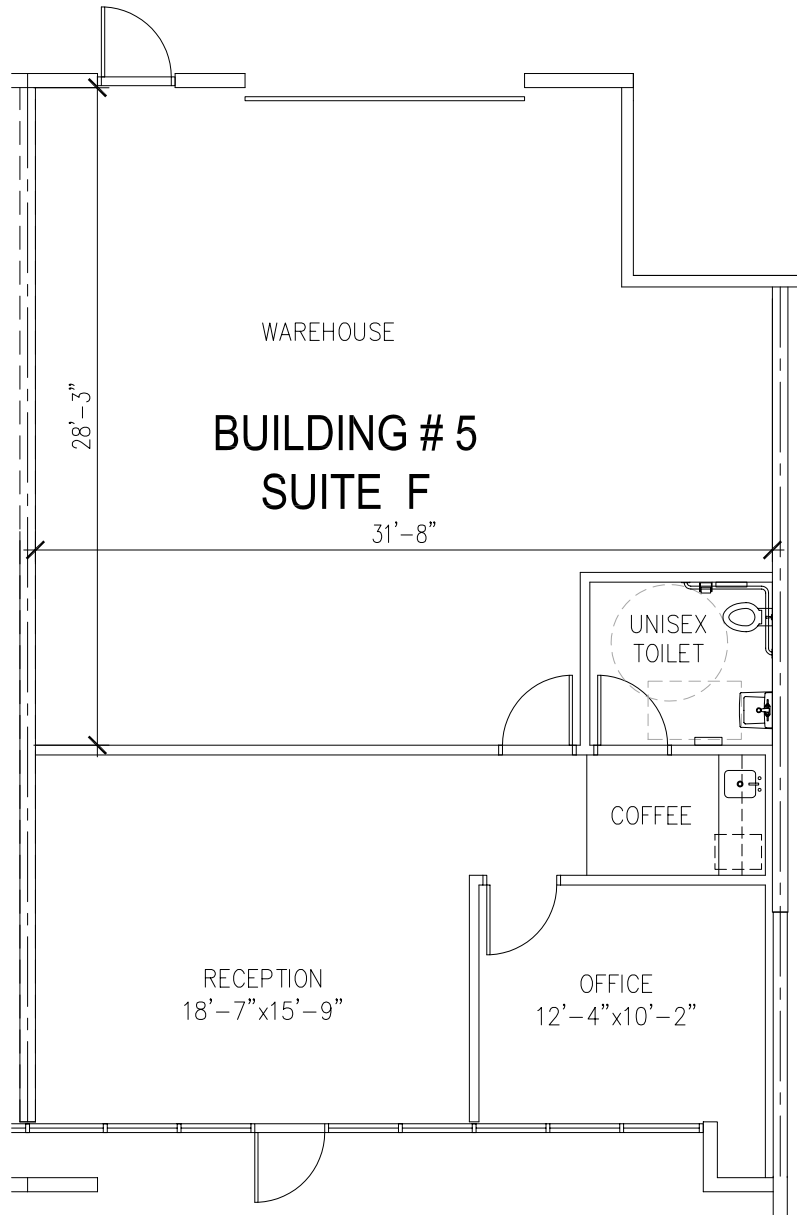 WAREHOUSE
28'-3"
BUILDING # 5
SUITE F
31'-8"
UNISEX
TOILET
COFFEE
RECEPTION
18'-7"x15'-9"
OFFICE
12'-4"x10'-2"